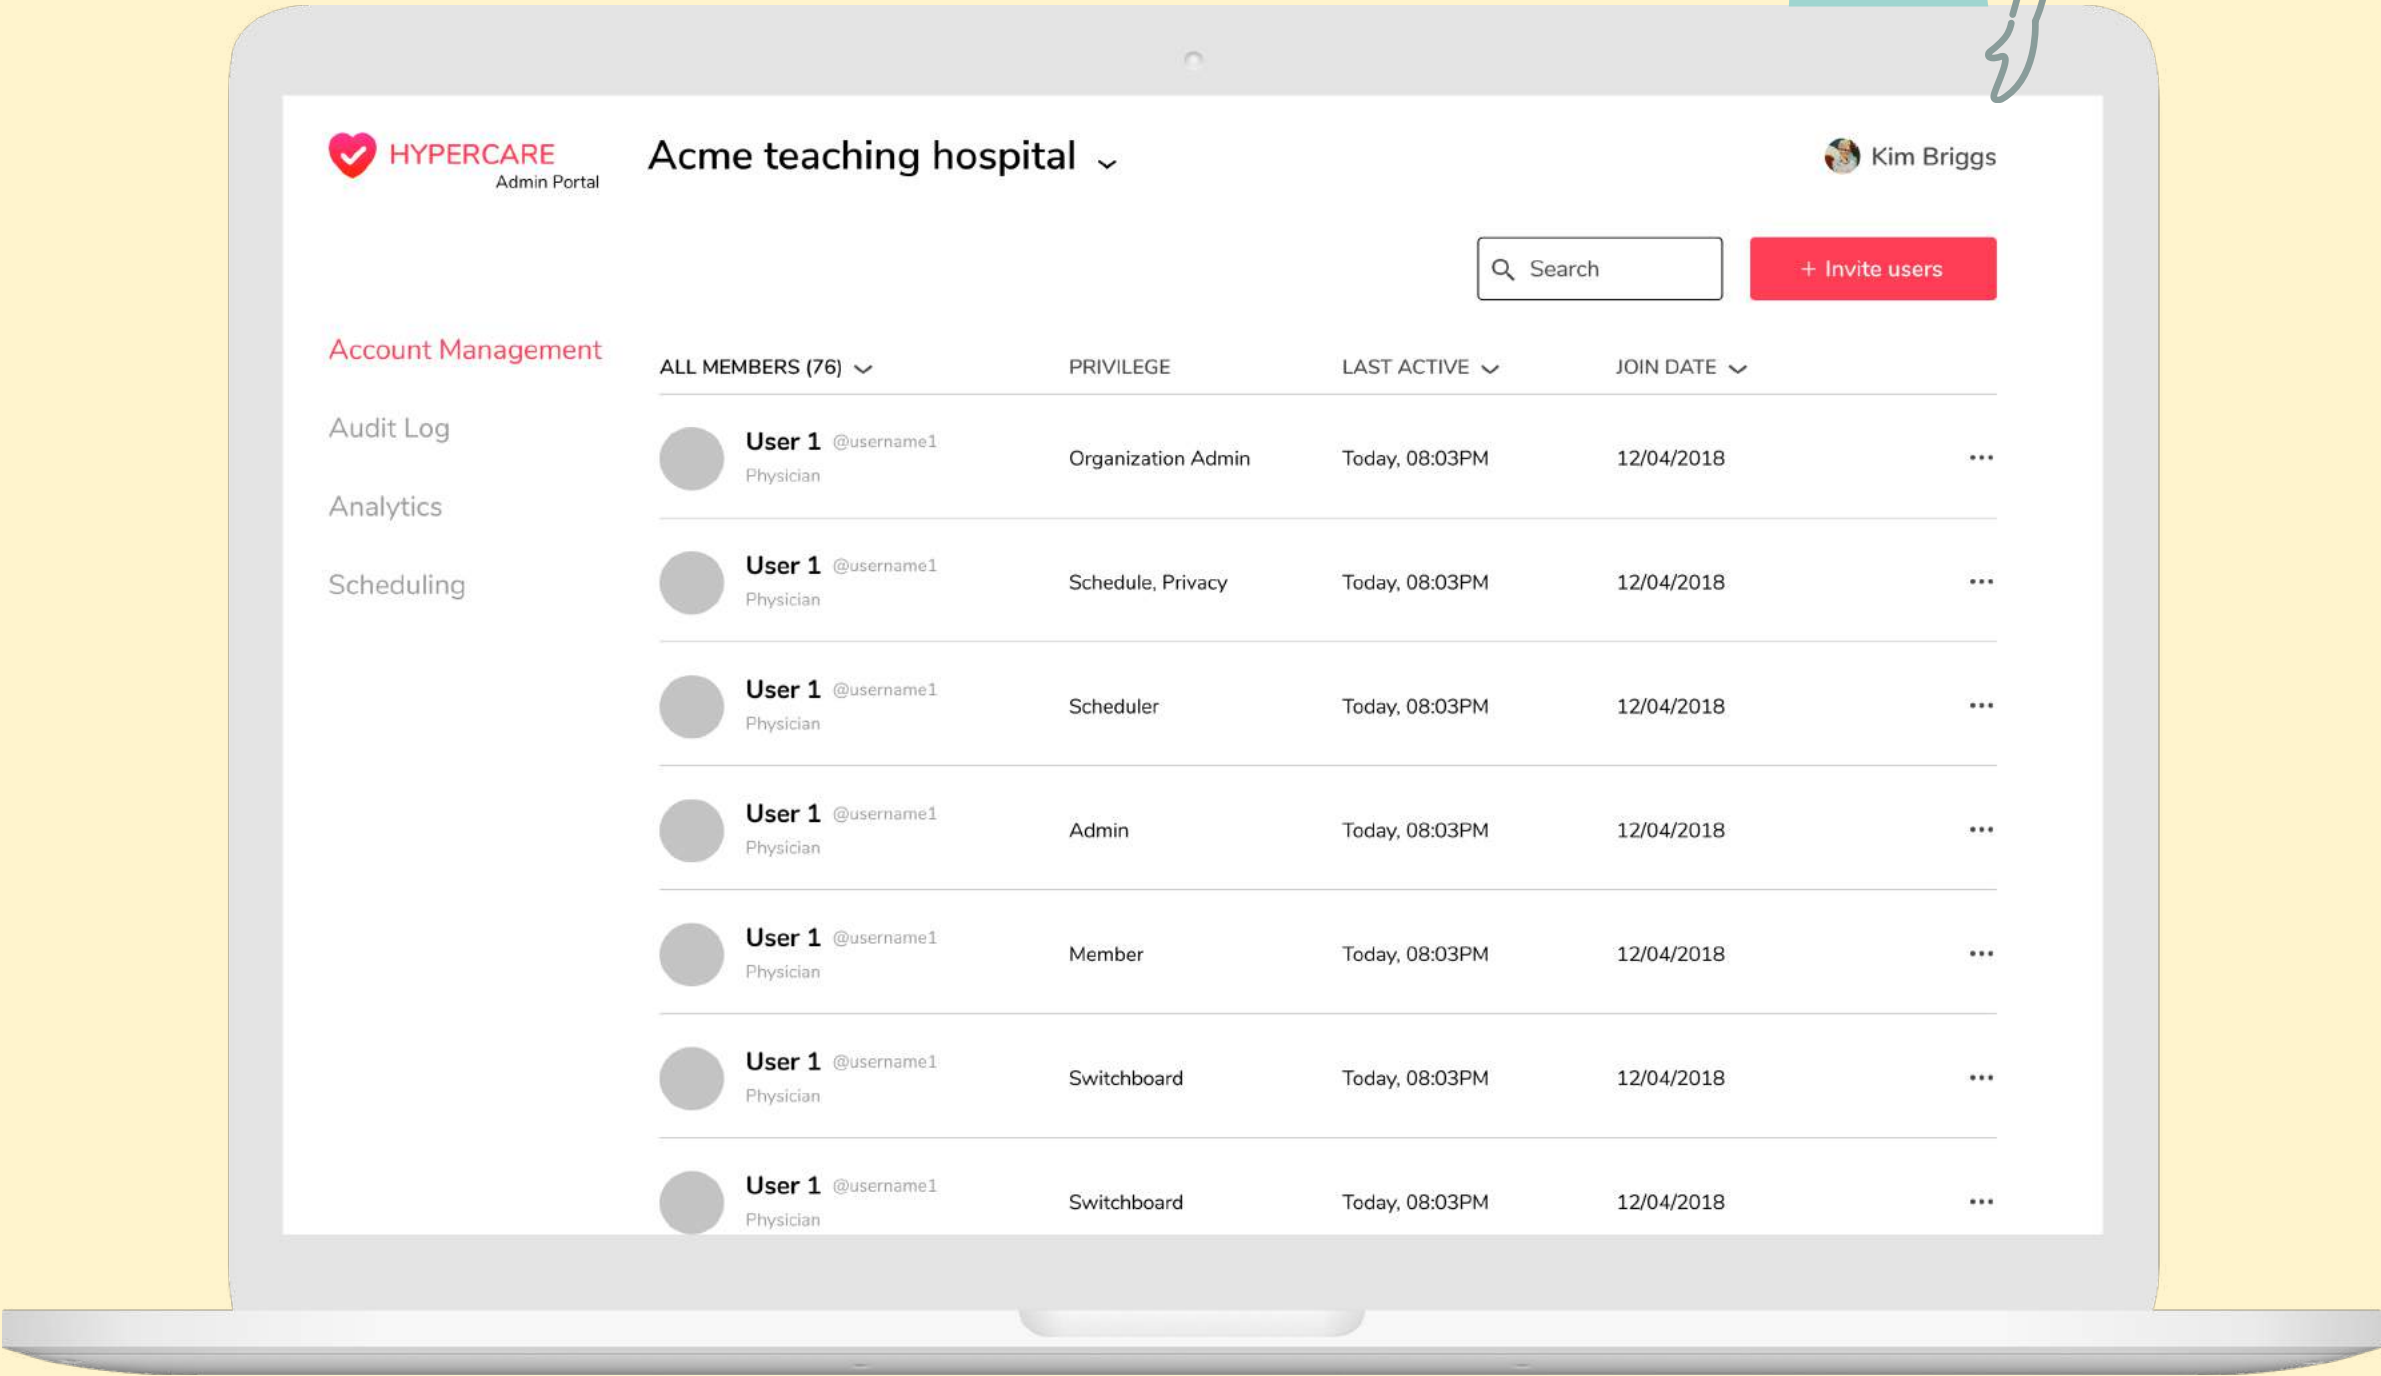 HYPERCARE
Admin Portal
Acme teaching hospital
Kim Briggs
Search
+ Invite users
Account Management
Audit Log
Analytics
Scheduling
ALL MEMBERS (76) PRIVILEGE LAST ACTIVE JOIN DATE
User 1 @username1
Physician
Organization Admin Today, 08:03PM 12/04/2018 ...
User 1 @username1
Physician
Schedule, Privacy Today, 08:03PM 12/04/2018 ...
User 1 @username1
Physician
Scheduler Today, 08:03PM 12/04/2018 ...
User 1 @username1
Physician
Admin Today, 08:03PM 12/04/2018 ...
User 1 @username1
Physician
Member Today, 08:03PM 12/04/2018 ...
User 1 @username1
Physician
Switchboard Today, 08:03PM 12/04/2018 ...
User 1 @username1
Physician
Switchboard Today, 08:03PM 12/04/2018 ...